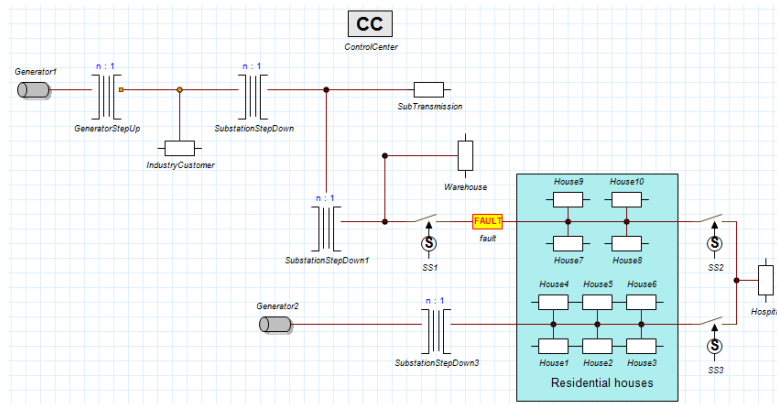 CC
ControlCenter
n : 1
n : 1
Generator1
GeneratorStepUp
SubstationStepDown
SubTransmission
IndustryCustomer
Warehouse
n : 1
House9
House10
FAULT
fault
S
SS1
House7
House8
S
SS2
SubstationStepDown1
House4
House5
House6
Hospita
Generator2
n : 1
S
SS3
SubstationStepDown3
House1
House2
House3
Residential houses